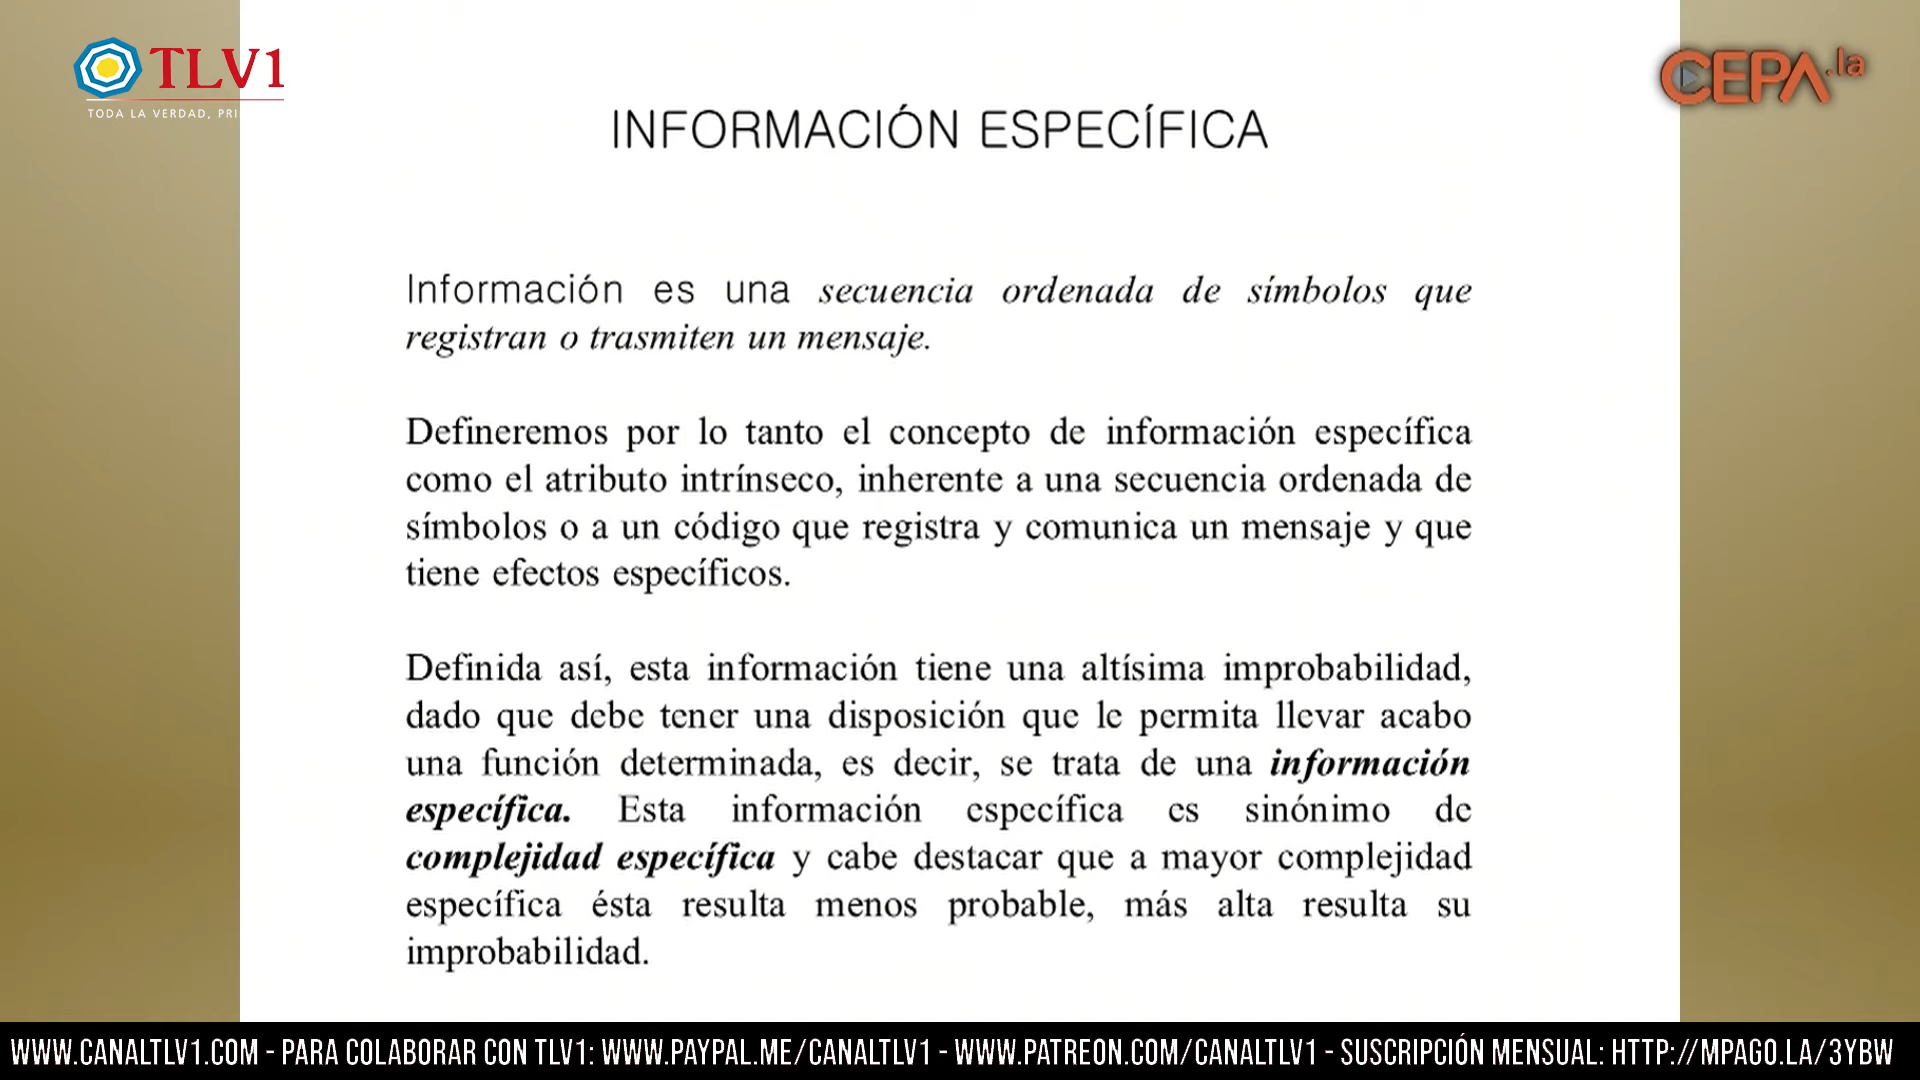 TLV1
TODA LA VERDAD, PRI
CEPA.la
INFORMACIÓN ESPECÍFICA
Información es una secuencia ordenada de símbolos que
registran o trasmiten un mensaje.
Defineremos por lo tanto el concepto de información específica
como el atributo intrínseco, inherente a una secuencia ordenada de
símbolos o a un código que registra y comunica un mensaje y que
tiene efectos específicos.
Definida así, esta información tiene una altísima improbabilidad,
dado que debe tener una disposición que le permita llevar acabo
una función determinada, es decir, se trata de una información
específica. Esta información específica es sinónimo de
complejidad específica y cabe destacar que a mayor complejidad
específica ésta resulta menos probable, más alta resulta su
improbabilidad.
WWW.CANALTLV1.COM - PARA COLABORAR CON TLV1: WWW.PAYPAL.ME/CANALTLV1 - WWW.PATREON.COM/CANALTLV1 - SUSCRIPCIÓN MENSUAL: HTTP://MPAGO.LA/3YBW